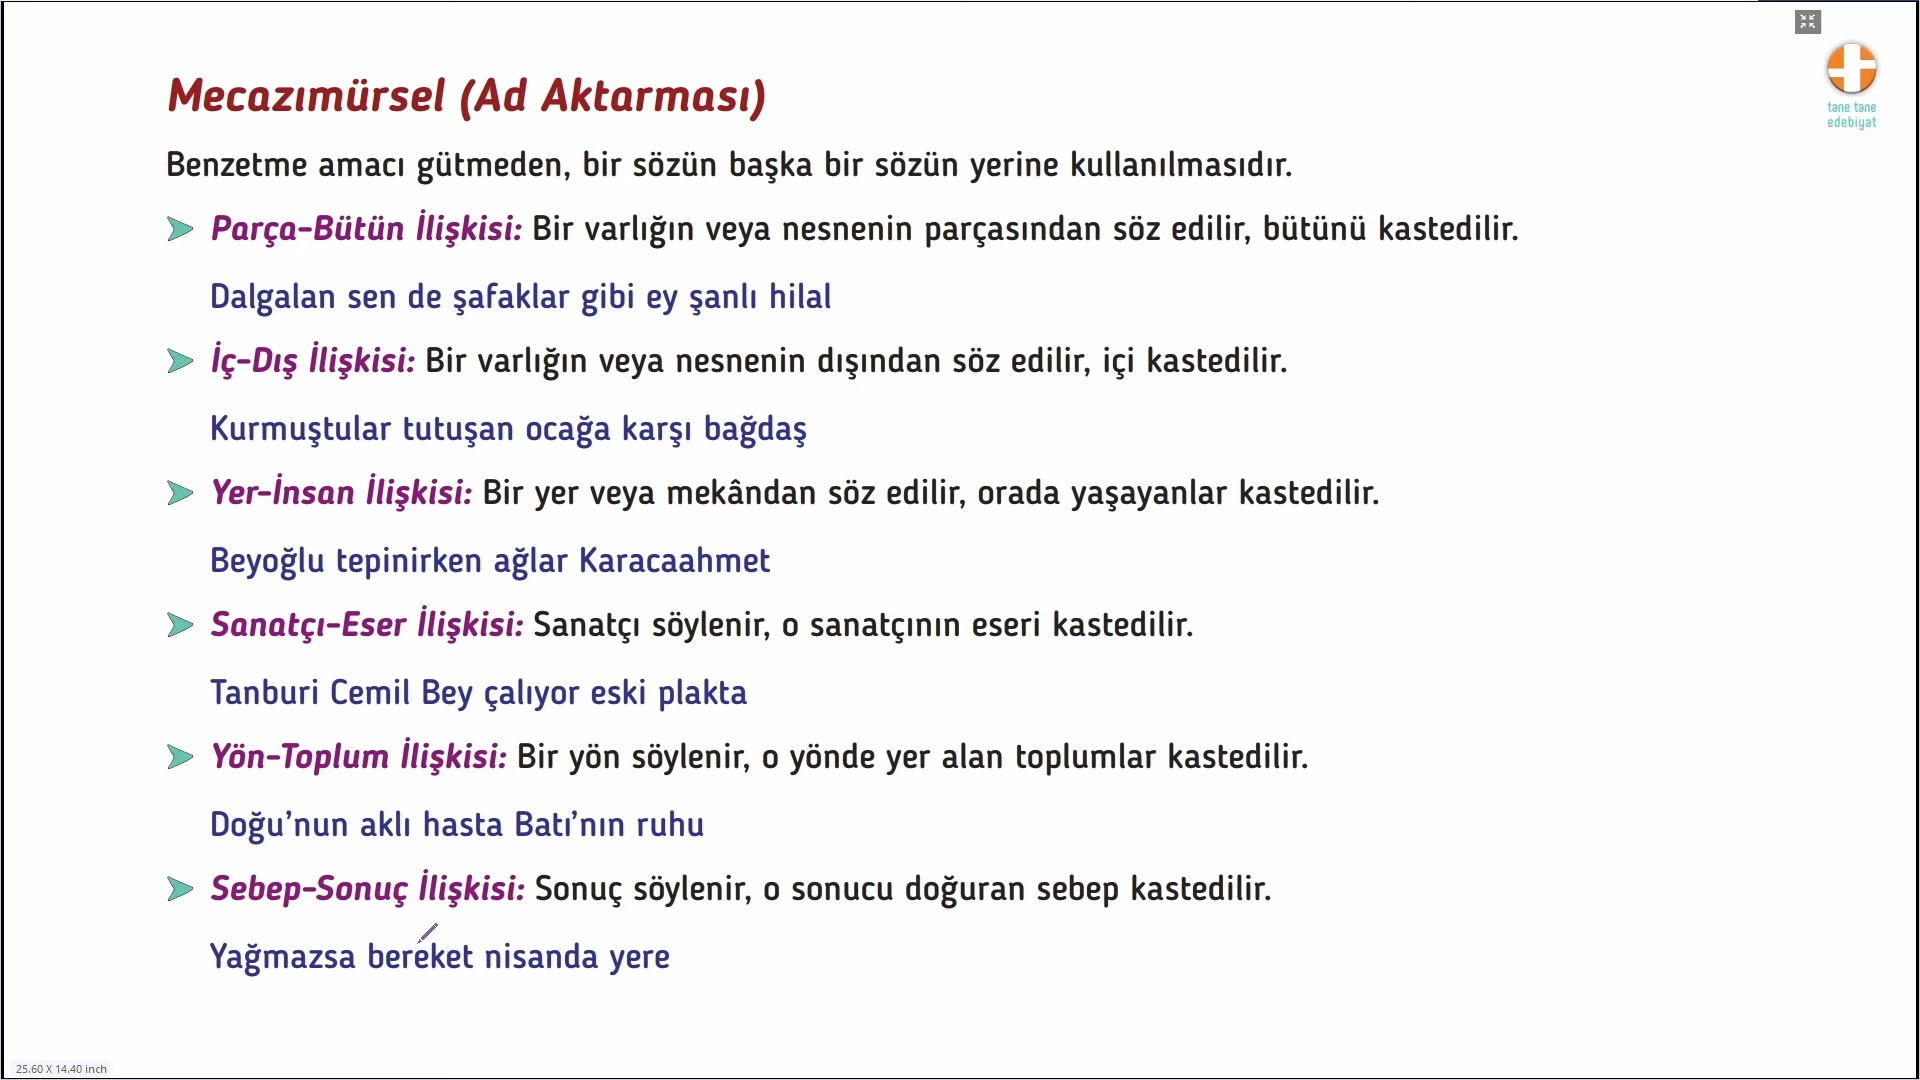 Mecazımürsel (Ad Aktarması)
tane tane
edebiyat
Benzetme amacı gütmeden, bir sözün başka bir sözün yerine kullanılmasıdır.
Parça-Bütün İlişkisi: Bir varlığın veya nesnenin parçasından söz edilir, bütünü kastedilir.
Dalgalan sen de şafaklar gibi ey şanlı hilal
İç-Dış İlişkisi: Bir varlığın veya nesnenin dışından söz edilir, içi kastedilir.
Kurmuştular tutuşan ocağa karşı bağdaş
Yer-İnsan İlişkisi: Bir yer veya mekândan söz edilir, orada yaşayanlar kastedilir.
Beyoğlu tepinirken ağlar Karacaahmet
Sanatçı-Eser İlişkisi: Sanatçı söylenir, o sanatçının eseri kastedilir.
Tanburi Cemil Bey çalıyor eski plakta
Yön-Toplum İlişkisi: Bir yön söylenir, o yönde yer alan toplumlar kastedilir.
Doğu’nun aklı hasta Batı’nın ruhu
Sebep-Sonuç İlişkisi: Sonuç söylenir, o sonucu doğuran sebep kastedilir.
Yağmazsa bereket nisanda yere
25.60 X 14.40 inch